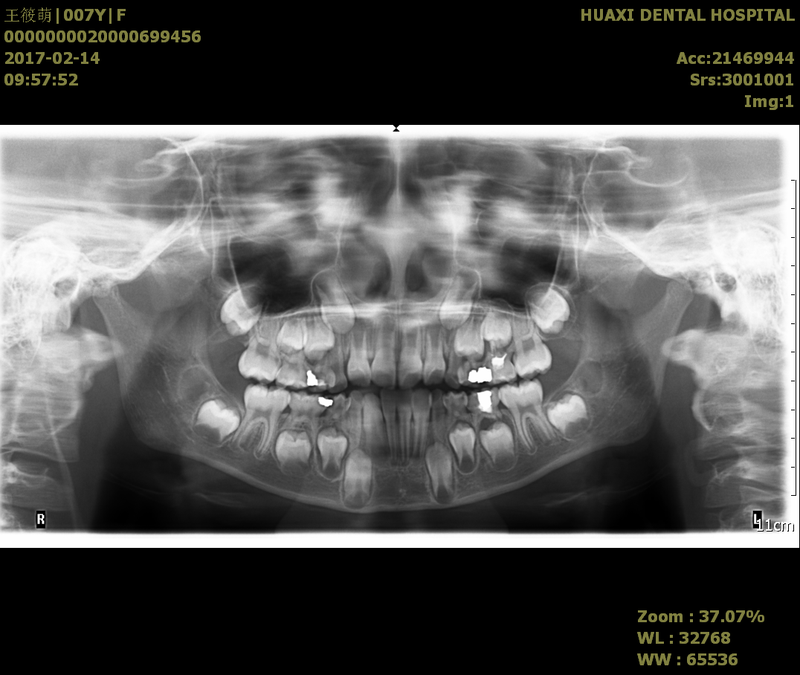 王筱萌|007Y|F
0000000020000699456
2017-02-14
09:57:52
HUAXI DENTAL HOSPITAL
Acc:21469944
Srs:3001001
Img:1
R
L
11cm
Zoom : 37.07%
WL : 32768
WW : 65536